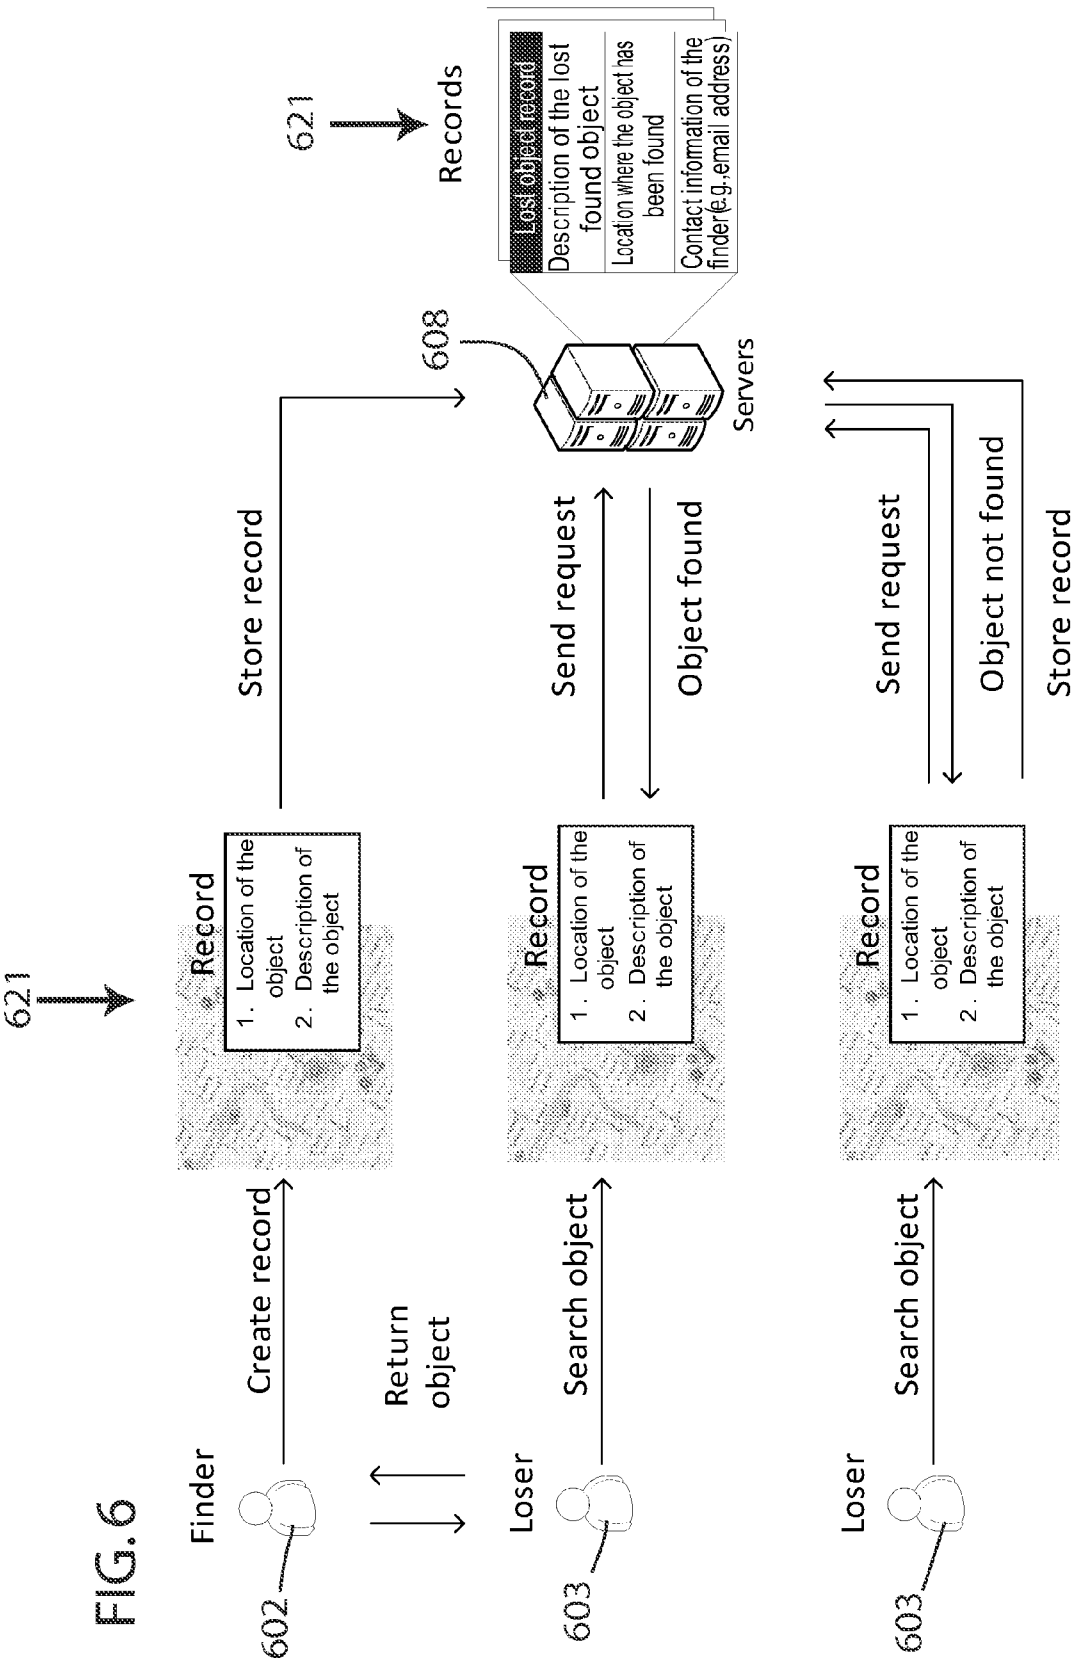 FIG.6
621
621
Records
Lost object record
Description of the lost
found object
Location where the object has
been found
Contact information of the
finder(e.g.,email address)
608
Servers
Finder
602
Create record
Record
1. Location of the
object
2. Description of
the object
Store record
Return
object
Loser
603
Search object
Record
1. Location of the
object
2. Description of
the object
Send request
Object found
Loser
603
Search object
Record
1. Location of the
object
2. Description of
the object
Send request
Object not found
Store record